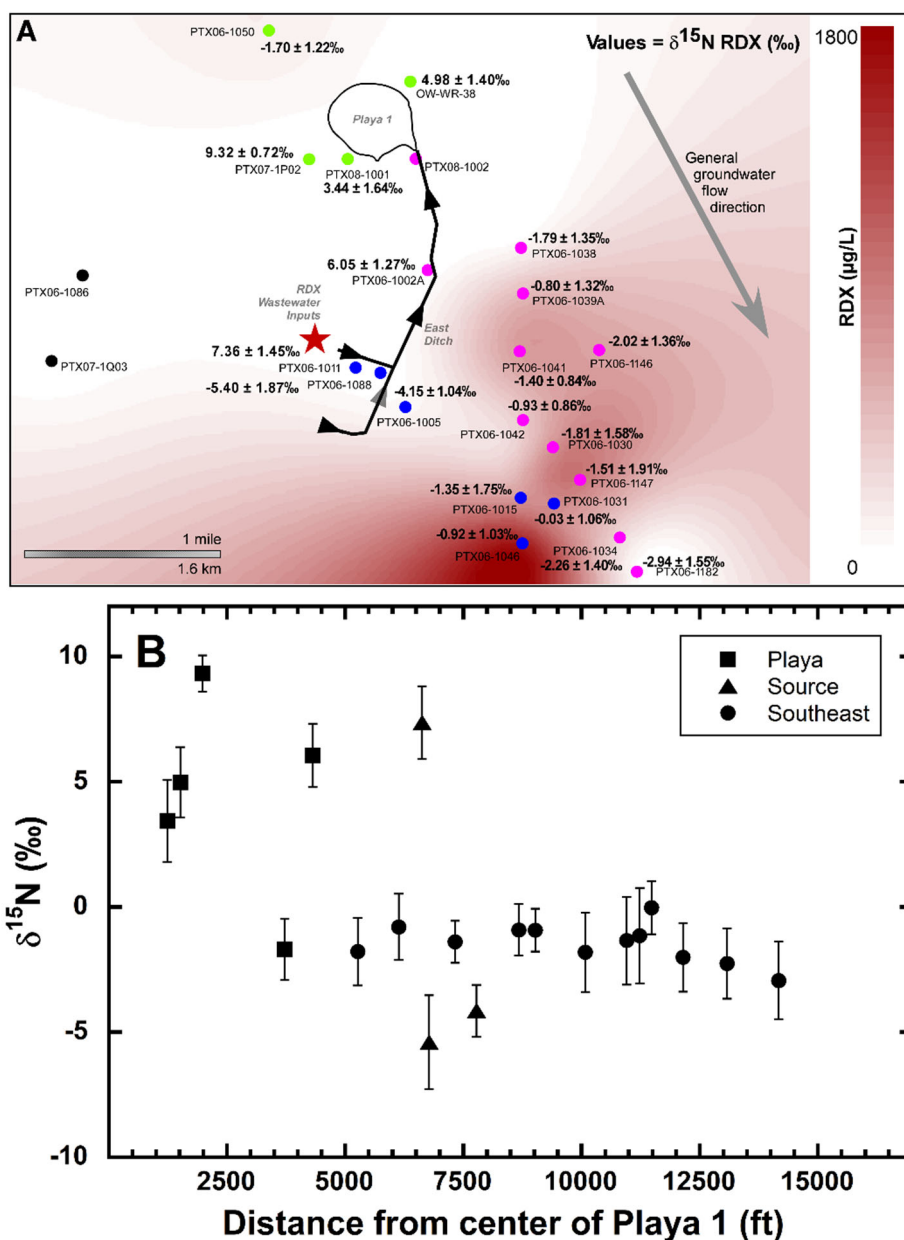 A
PTX06-1050
-1.70 ± 1.22‰
Values = δ¹⁵N RDX (‰)
1800
4.98 ± 1.40‰
OW-WR-38
Playa 1
9.32 ± 0.72‰
PTX07-1P02
PTX08-1001
3.44 ± 1.64‰
PTX08-1002
General
groundwater
flow
direction
-1.79 ± 1.35‰
PTX06-1038
6.05 ± 1.27‰
PTX06-1002A
PTX06-1086
-0.80 ± 1.32‰
PTX06-1039A
RDX
Wastewater
Inputs
East
Ditch
RDX (µg/L)
7.36 ± 1.45‰
PTX06-1011
PTX07-1Q03
-2.02 ± 1.36‰
PTX06-1146
PTX06-1041
-1.40 ± 0.84‰
-5.40 ± 1.87‰
PTX06-1088
-4.15 ± 1.04‰
PTX06-1005
-0.93 ± 0.86‰
PTX06-1042
-1.81 ± 1.58‰
PTX06-1030
-1.51 ± 1.91‰
PTX06-1147
-1.35 ± 1.75‰
PTX06-1015
PTX06-1031
-0.03 ± 1.06‰
-0.92 ± 1.03‰
PTX06-1046
PTX06-1034
-2.26 ± 1.40‰
-2.94 ± 1.55‰
PTX06-1182
1 mile
1.6 km
0
B
Playa
Source
Southeast
10
5
0
-5
-10
δ¹⁵N (‰)
2500 5000 7500 10000 12500 15000
Distance from center of Playa 1 (ft)